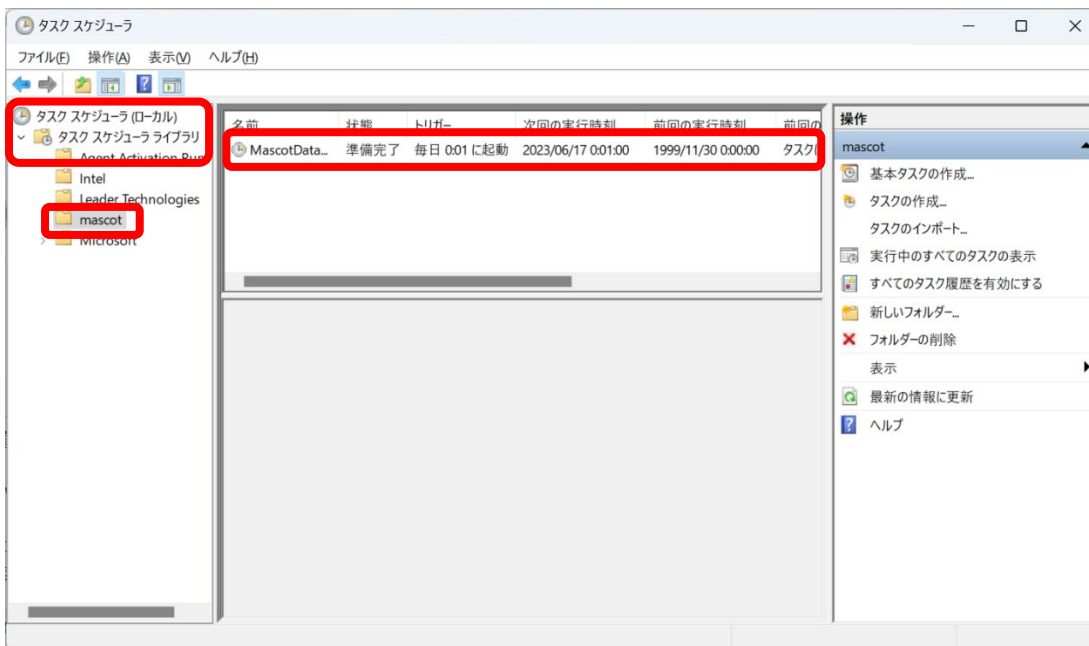 タスク スケジューラ
ファイル(F) 操作(A) 表示(V) ヘルプ(H)
タスク スケジューラ (ローカル)
タスク スケジューラ ライブラリ
Agent Activation Run
Intel
Leader Technologies
mascot
Microsoft
名前 状態 トリガー 次回の実行時刻 前回の実行時刻 前回の
MascotData... 準備完了 毎日 0:01 に起動 2023/06/17 0:01:00 1999/11/30 0:00:00 タスク
操作
mascot
基本タスクの作成...
タスクの作成...
タスクのインポート...
実行中のすべてのタスクの表示
すべてのタスク履歴を有効にする
新しいフォルダー...
フォルダーの削除
表示
最新の情報に更新
ヘルプ